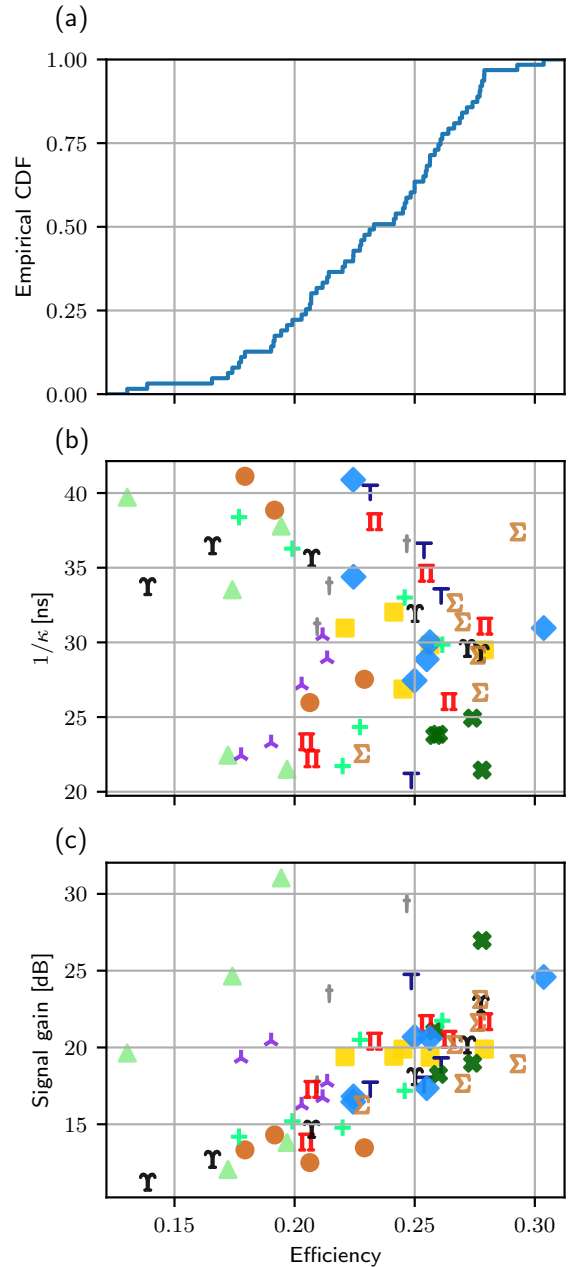 (a)
1.00
0.75
0.50
0.25
0.00
Empirical CDF
(b)
40
35
30
25
20
1/κ [ns]
(c)
30
25
20
15
Signal gain [dB]
0.15 0.20 0.25 0.30
Efficiency